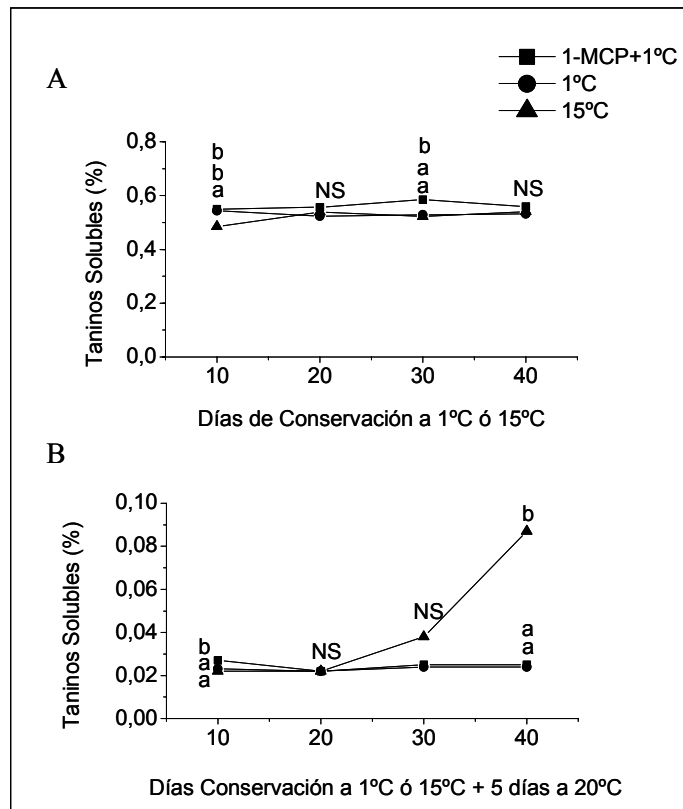 A
1-MCP+1ºC
1ºC
15ºC
Taninos Solubles (%)
0,8
0,6
0,4
0,2
0,0
b
b
a
NS
b
a
a
NS
10 20 30 40
Días de Conservación a 1ºC ó 15ºC
B
Taninos Solubles (%)
0,10
0,08
0,06
0,04
0,02
0,00
b
a
a
NS
NS
b
a
a
10 20 30 40
Días Conservación a 1ºC ó 15ºC + 5 días a 20ºC